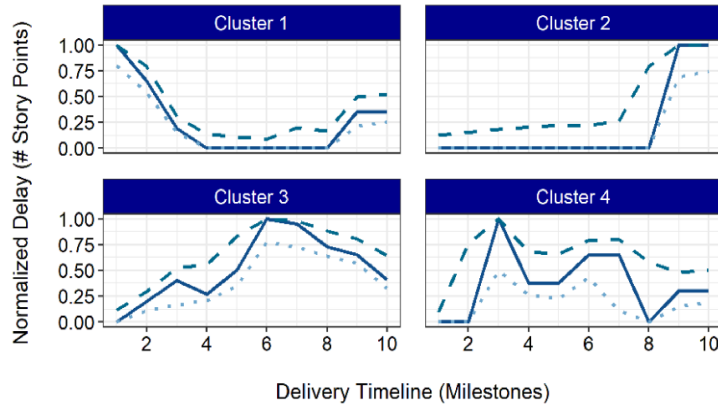 Normalized Delay (# Story Points)
Cluster 1
Cluster 2
1.00
0.75
0.50
0.25
0.00
Cluster 3
Cluster 4
1.00
0.75
0.50
0.25
0.00
2 4 6 8 10 2 4 6 8 10
Delivery Timeline (Milestones)